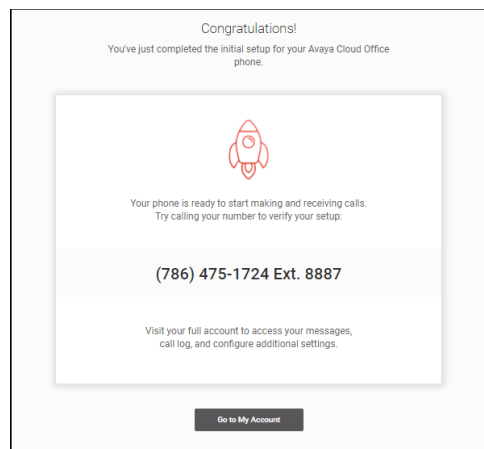 Congratulations!
You've just completed the initial setup for your Avaya Cloud Office
phone.
Your phone is ready to start making and receiving calls.
Try calling your number to verify your setup:
(786) 475-1724 Ext. 8887
Visit your full account to access your messages,
call log, and configure additional settings.
Go to My Account